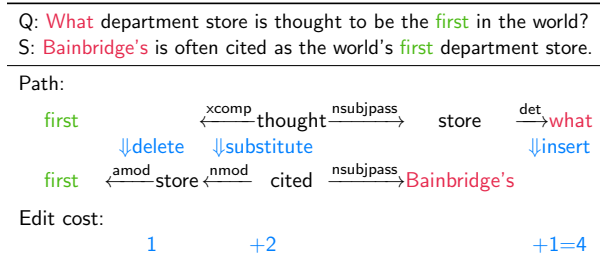 Q: What department store is thought to be the first in the world?
S: Bainbridge's is often cited as the world's first department store.
Path:
first ←xcomp thought nsubjpass→ store det→ what
⇓delete ⇓substitute ⇓insert
first ←amod store ←nmod cited nsubjpass→ Bainbridge's
Edit cost:
1 +2 +1=4